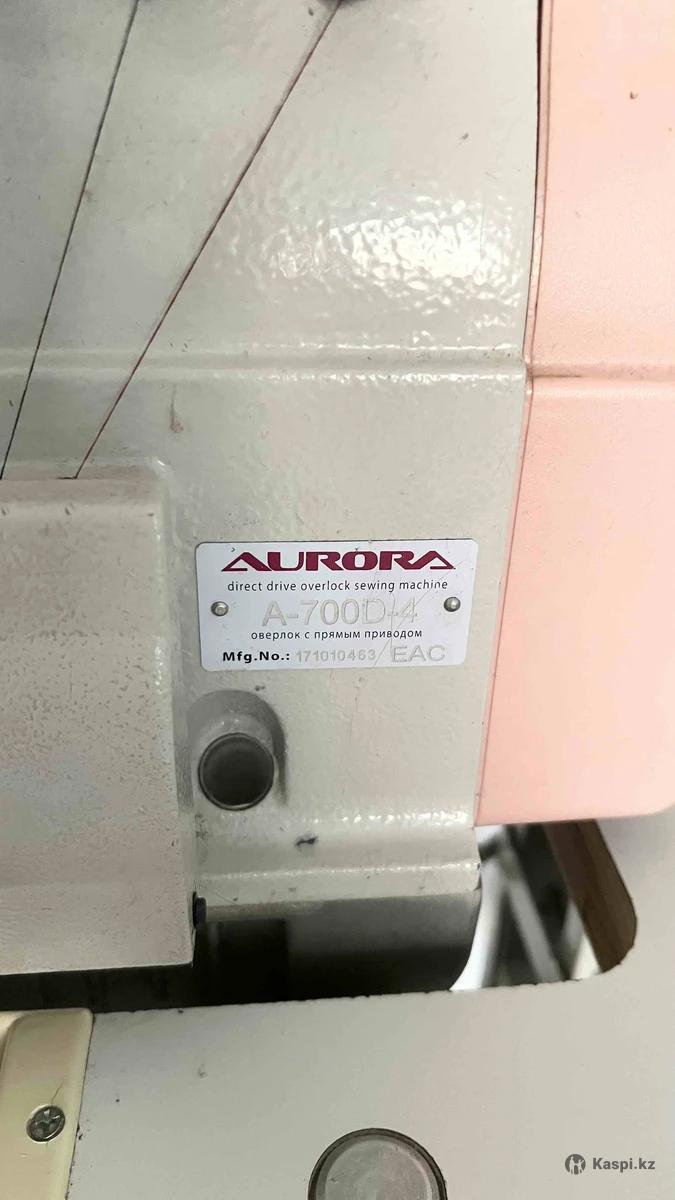 AURORA
direct drive overlock sewing machine
A-700D-4
оверлок с прямым приводом
Mfg.No.: 171010463 EAC
Kaspi.kz